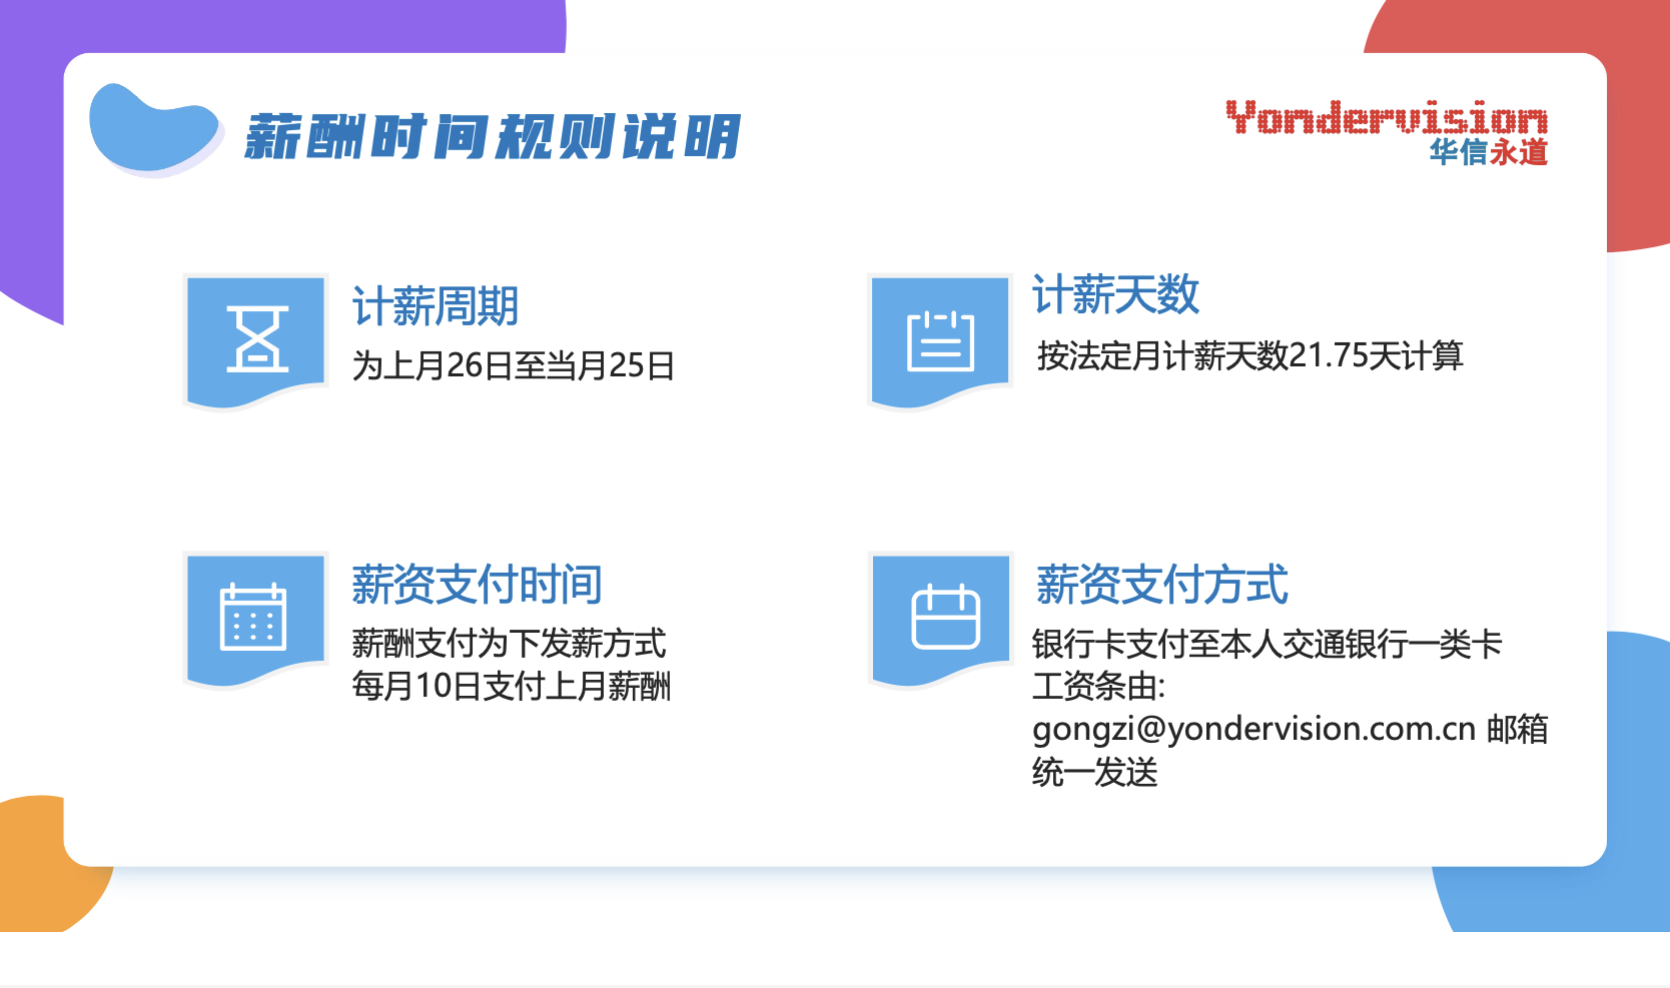 薪酬时间规则说明
Yondervision
华信永道
计薪周期
为上月26日至当月25日
计薪天数
按法定月计薪天数21.75天计算
薪资支付时间
薪酬支付为下发薪方式
每月10日支付上月薪酬
薪资支付方式
银行卡支付至本人交通银行一类卡
工资条由:
gongzi@yondervision.com.cn 邮箱
统一发送